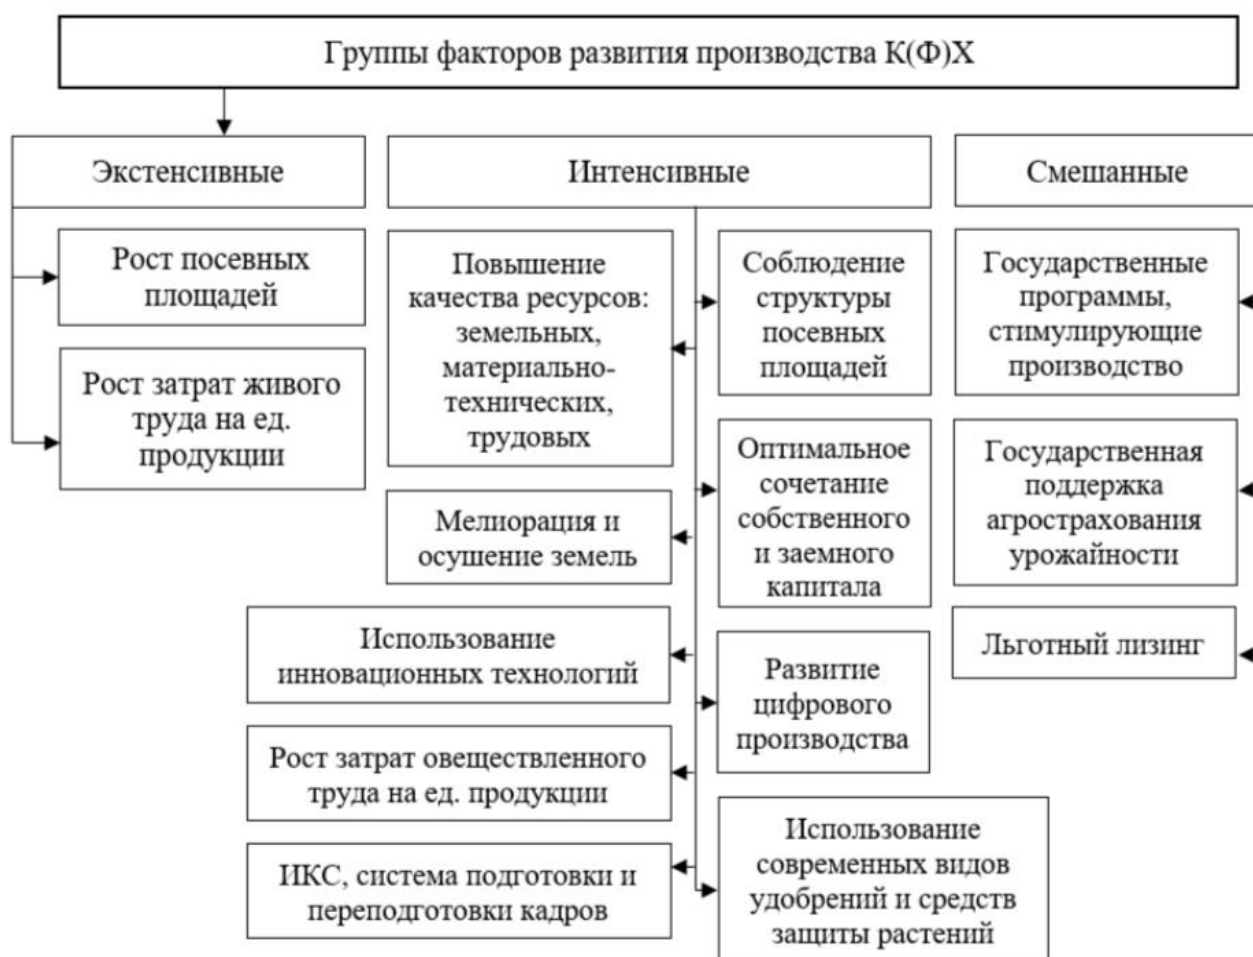 Группы факторов развития производства К(Ф)Х
Экстенсивные
Рост посевных
площадей
Рост затрат живого
труда на ед.
продукции
Интенсивные
Повышение
качества ресурсов:
земельных,
материально-
технических,
трудовых
Мелиорация и
осушение земель
Использование
инновационных технологий
Рост затрат овеществленного
труда на ед. продукции
ИКС, система подготовки и
переподготовки кадров
Соблюдение
структуры
посевных
площадей
Оптимальное
сочетание
собственного
и заемного
капитала
Развитие
цифрового
производства
Использование
современных видов
удобрений и средств
защиты растений
Смешанные
Государственные
программы,
стимулирующие
производство
Государственная
поддержка
агрострахования
урожайности
Льготный лизинг